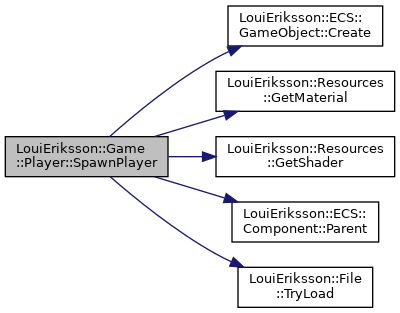 LouiEriksson::ECS::
GameObject::Create
LouiEriksson::Resources
::GetMaterial
LouiEriksson::Game
::Player::SpawnPlayer
LouiEriksson::Resources
::GetShader
LouiEriksson::ECS::
Component::Parent
LouiEriksson::File
::TryLoad